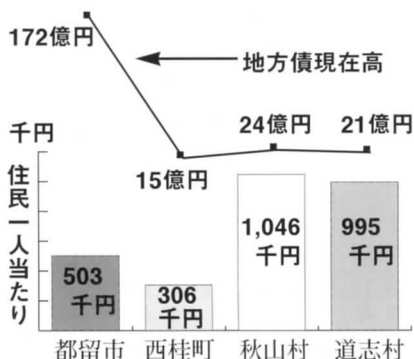 172億円
地方債現在高
千円
24億円
21億円
15億円
住民一人当たり
1,046
千円
995
千円
503
千円
306
千円
都留市
西桂町
秋山村
道志村